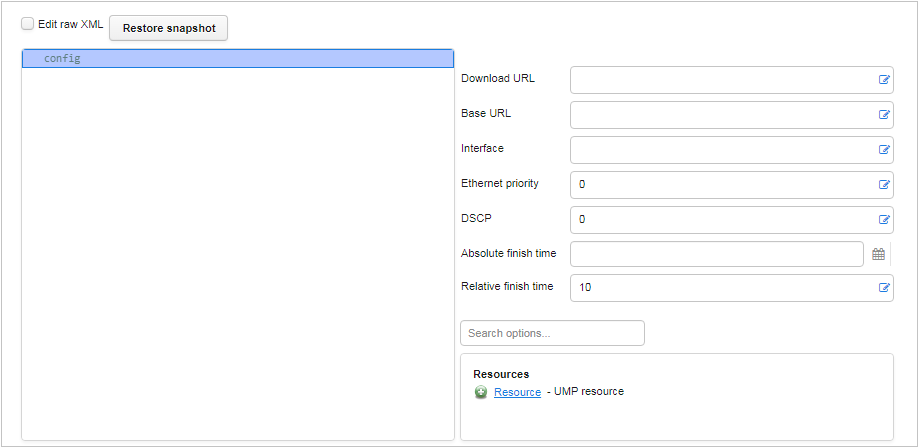 Edit raw XML Restore snapshot
config
Download URL
Base URL
Interface
Ethernet priority 0
DSCP 0
Absolute finish time
Relative finish time 10
Search options...
Resources
Resource - UMP resource